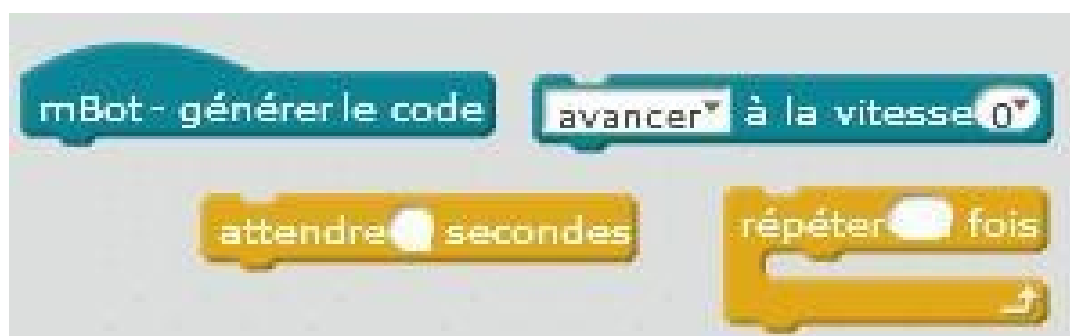 mBot - générer le code
avancer à la vitesse 0
attendre secondes
répéter fois